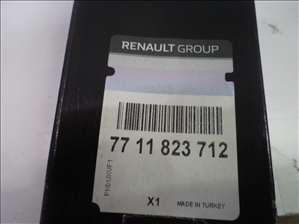 RENAULT GROUP
77 11 823 712
X1
MADE IN TURKEY